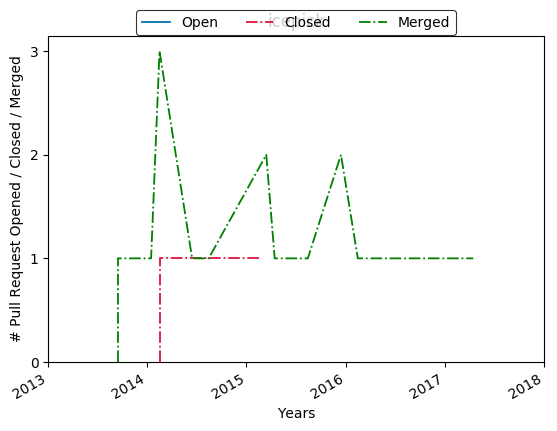 Open Closed Merged
# Pull Request Opened / Closed / Merged
3
2
1
0
2013 2014 2015 2016 2017 2018
Years